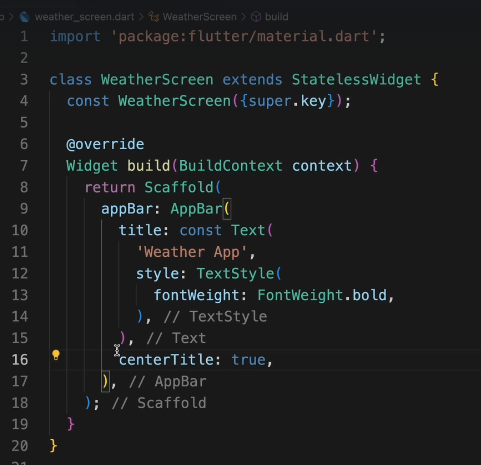 weather_screen.dart > WeatherScreen > build
1 import 'package:flutter/material.dart';
2
3 class WeatherScreen extends StatelessWidget {
4 const WeatherScreen({super.key});
5
6 @override
7 Widget build(BuildContext context) {
8 return Scaffold(
9 appBar: AppBar(
10 title: const Text(
11 'Weather App',
12 style: TextStyle(
13 fontWeight: FontWeight.bold,
14 ), // TextStyle
15 ), // Text
16 centerTitle: true,
17 ), // AppBar
18 ); // Scaffold
19 }
20 }